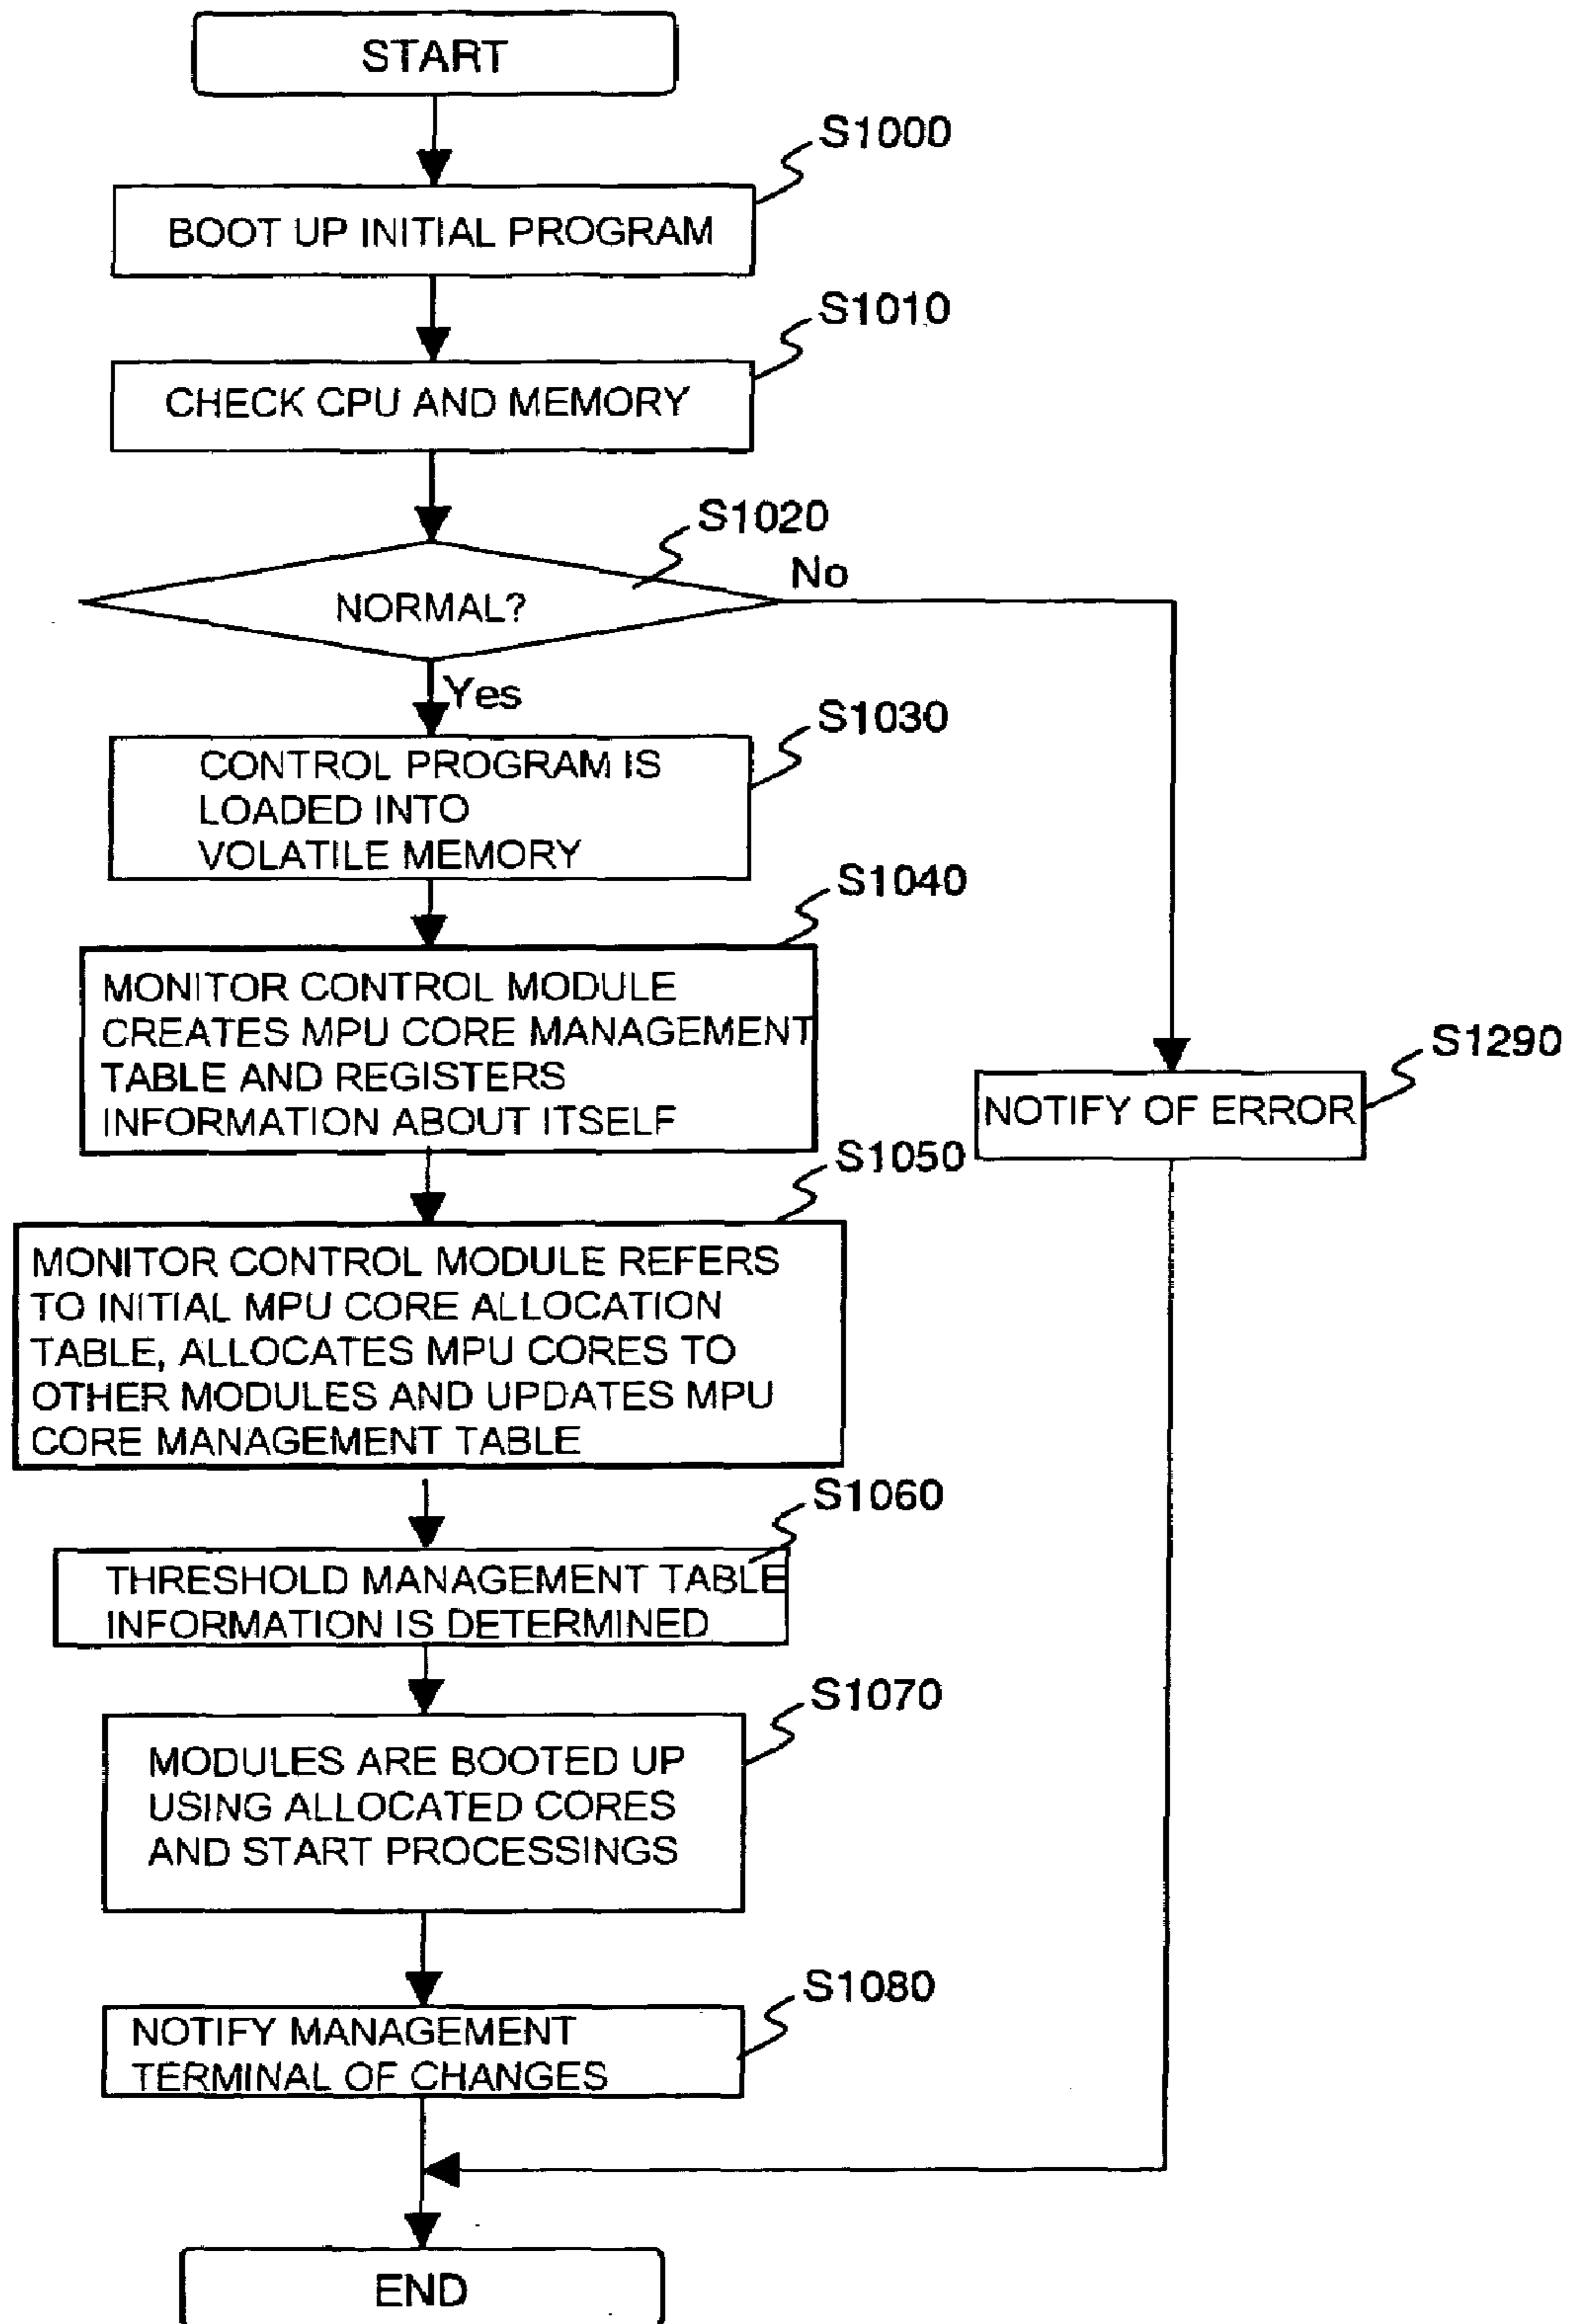 START
S1000
BOOT UP INITIAL PROGRAM
S1010
CHECK CPU AND MEMORY
S1020
NORMAL?
No
Yes
S1030
CONTROL PROGRAM IS
LOADED INTO
VOLATILE MEMORY
S1040
MONITOR CONTROL MODULE
CREATES MPU CORE MANAGEMENT
TABLE AND REGISTERS
INFORMATION ABOUT ITSELF
S1290
NOTIFY OF ERROR
S1050
MONITOR CONTROL MODULE REFERS
TO INITIAL MPU CORE ALLOCATION
TABLE, ALLOCATES MPU CORES TO
OTHER MODULES AND UPDATES MPU
CORE MANAGEMENT TABLE
S1060
THRESHOLD MANAGEMENT TABLE
INFORMATION IS DETERMINED
S1070
MODULES ARE BOOTED UP
USING ALLOCATED CORES
AND START PROCESSINGS
S1080
NOTIFY MANAGEMENT
TERMINAL OF CHANGES
END